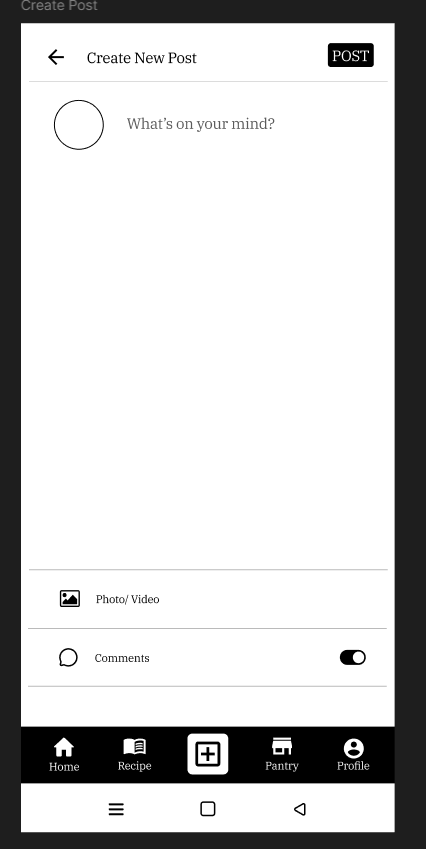 Create Post
Create New Post
POST
What's on your mind?
Photo/ Video
Comments
Home
Recipe
Pantry
Profile